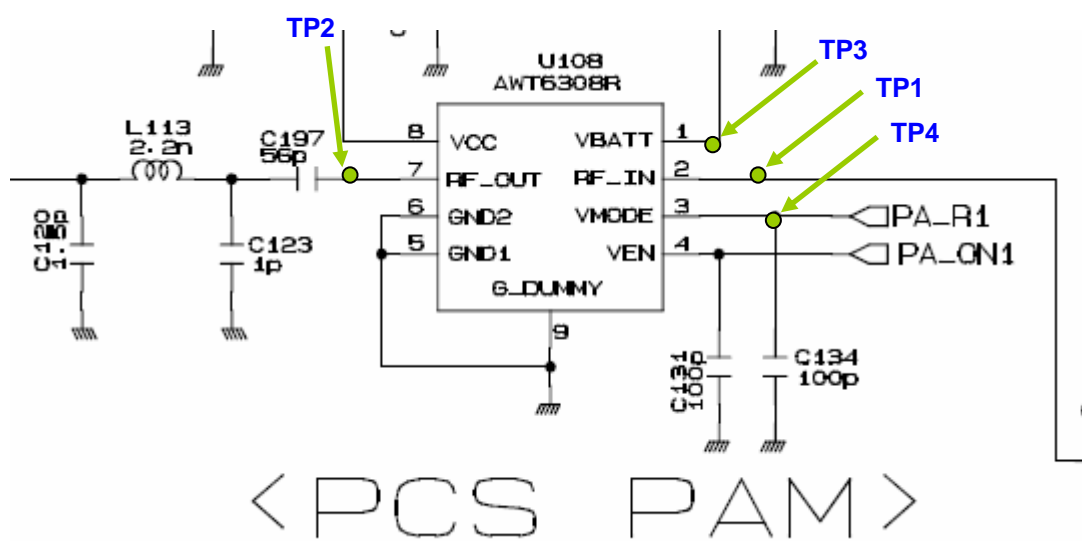 TP2
U108
AWT6308R
TP3
TP1
TP4
L113
2.2n
C197
56p
8
VCC
VBATT
1
7
RF_OUT
RF_IN
2
6
GND2
VMODE
3
PA_R1
5
GND1
VEN
4
PA_ON1
C120
C123
1p
G_DUMMY
9
C131
100p
C134
100p
<PCS PAM>